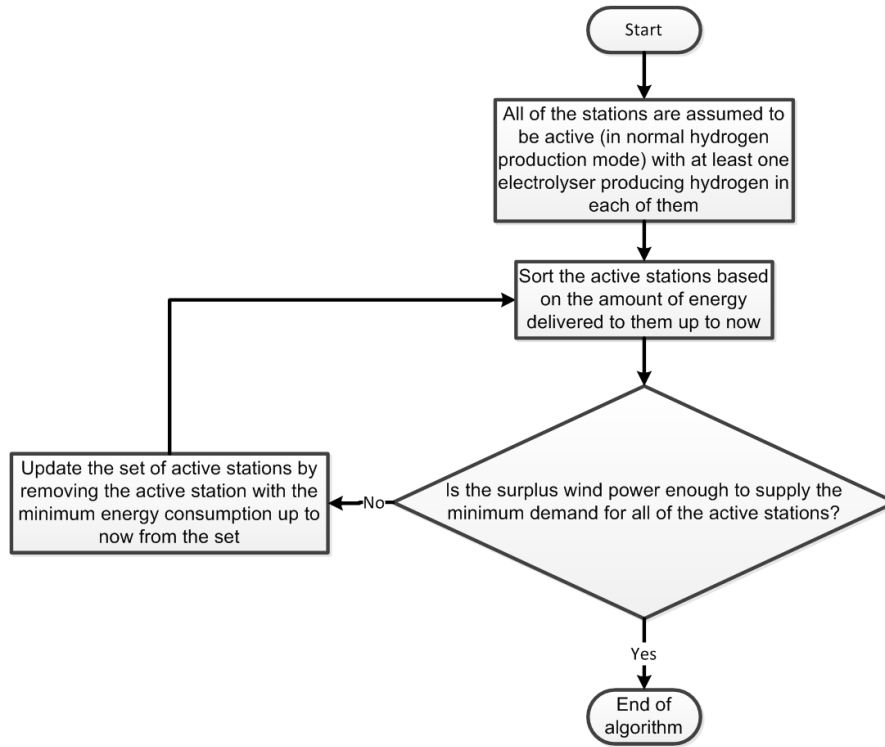 Start
All of the stations are assumed to
be active (in normal hydrogen
production mode) with at least one
electrolyser producing hydrogen in
each of them
Sort the active stations based
on the amount of energy
delivered to them up to now
Update the set of active stations by
removing the active station with the
minimum energy consumption up to
now from the set
No
Is the surplus wind power enough to supply the
minimum demand for all of the active stations?
Yes
End of
algorithm